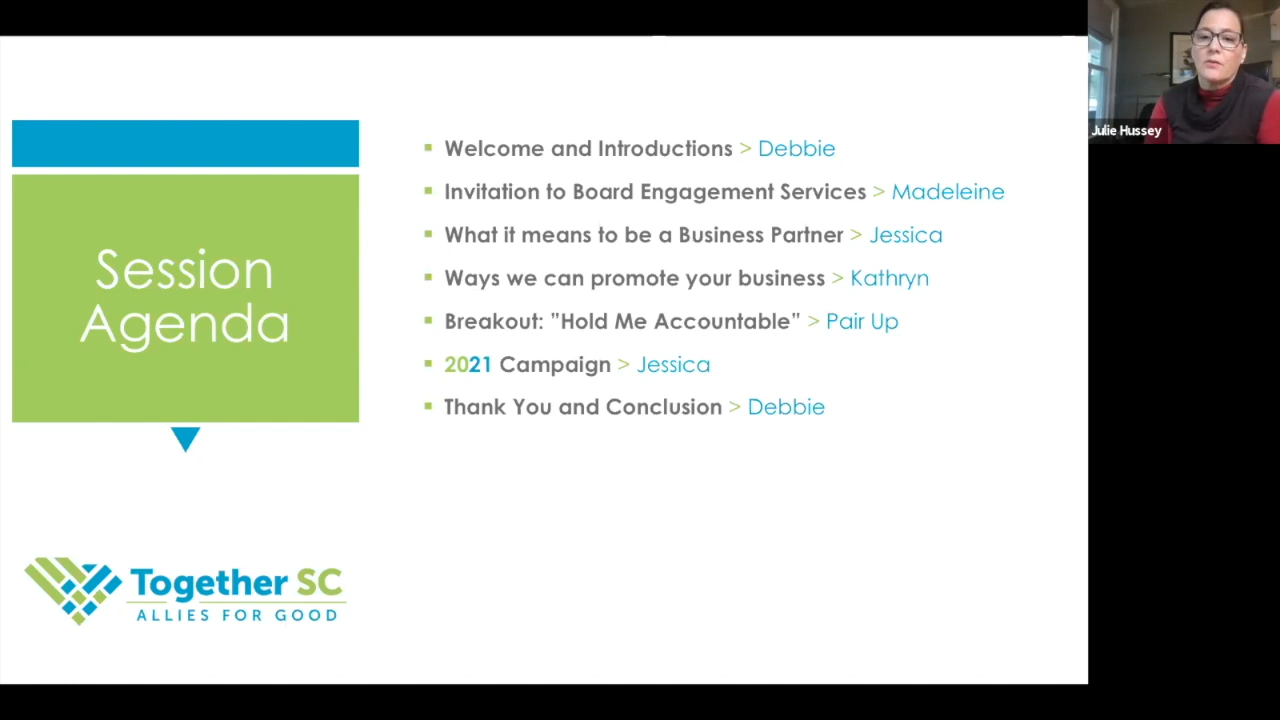 Session
Agenda
Welcome and Introductions > Debbie
Invitation to Board Engagement Services > Madeleine
What it means to be a Business Partner > Jessica
Ways we can promote your business > Kathryn
Breakout: ”Hold Me Accountable” > Pair Up
2021 Campaign > Jessica
Thank You and Conclusion > Debbie
Together SC
ALLIES FOR GOOD
Julie Hussey